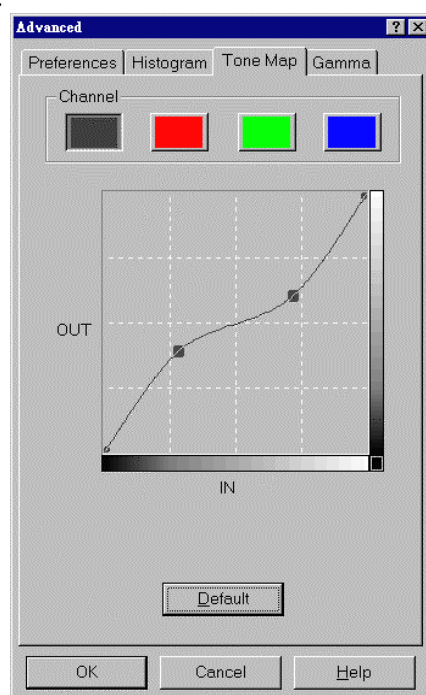 Advanced
? ×
Preferences Histogram Tone Map Gamma
Channel
OUT
IN
Default
OK Cancel Help